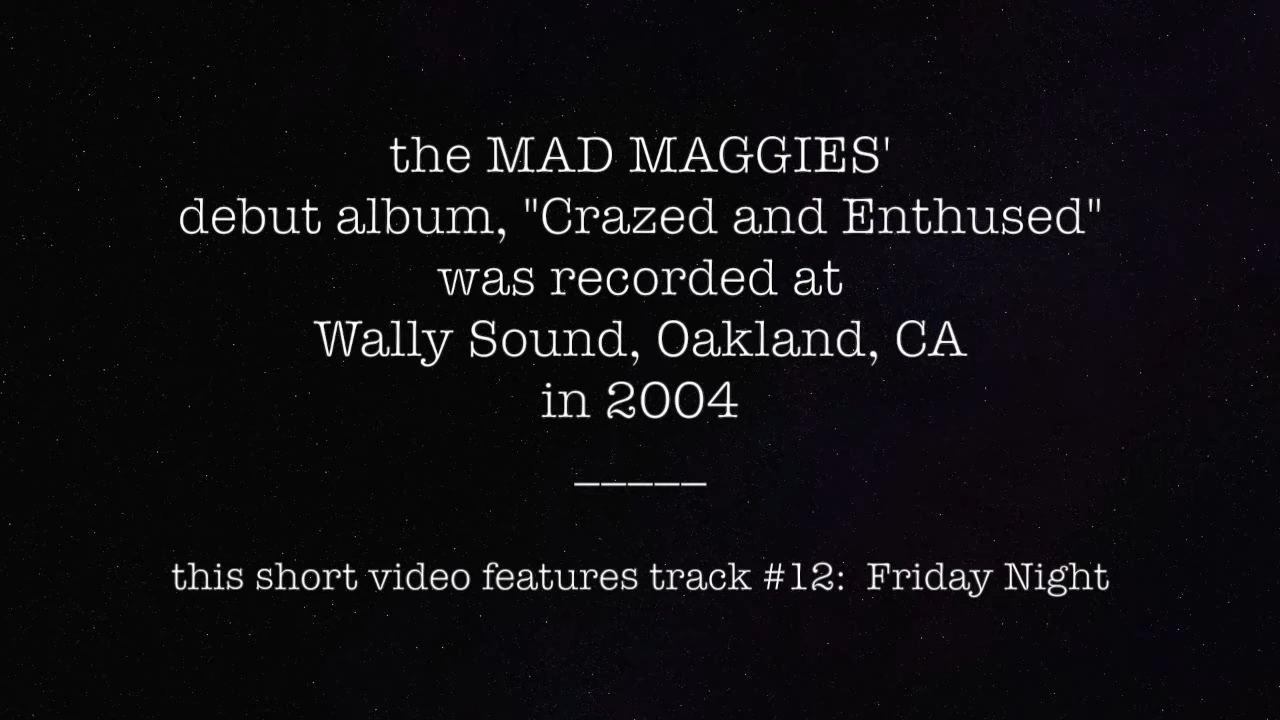 the MAD MAGGIES'
debut album, "Crazed and Enthused"
was recorded at
Wally Sound, Oakland, CA
in 2004
_____
this short video features track #12:  Friday Night